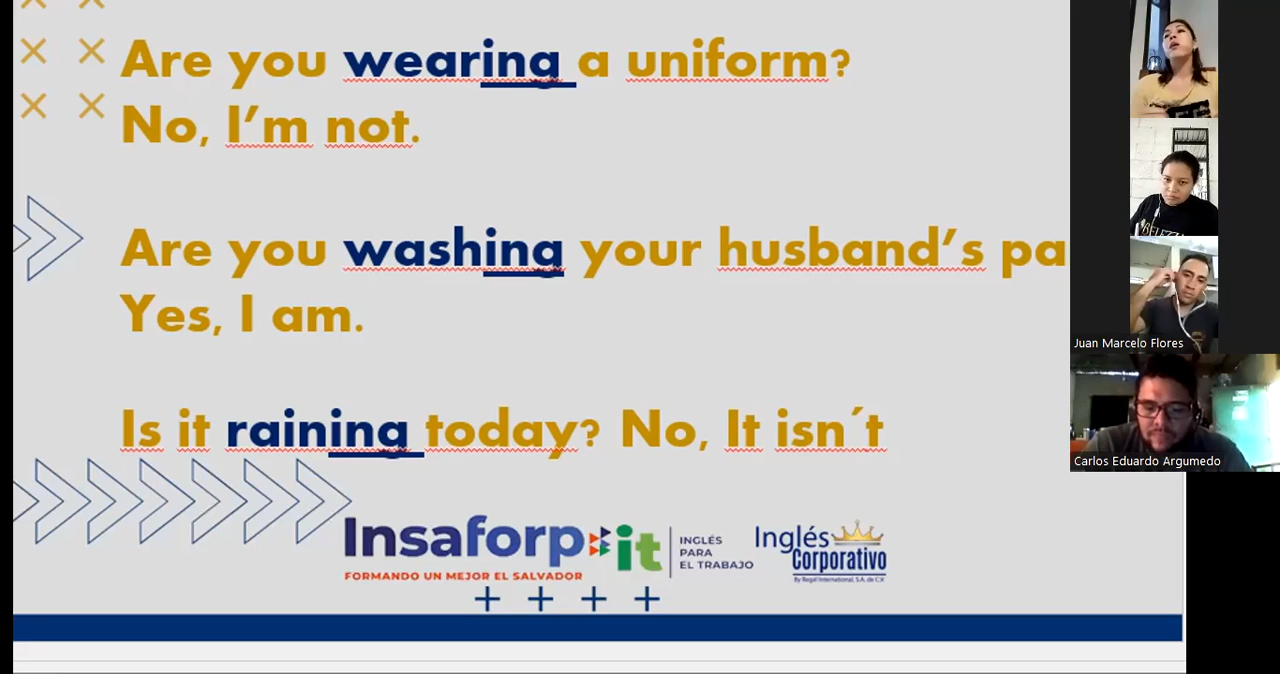 Are you wearing a uniform?
No, I’m not.
Are you washing your husband’s pa
Yes, I am.
Is it raining today? No, It isn´t
Insaforp it
FORMANDO UN MEJOR EL SALVADOR
INGLÉS
PARA
EL TRABAJO
Inglés
Corporativo
By Regal International, S.A. de C.V.
BELLEZA
Juan Marcelo Flores
Carlos Eduardo Argumedo